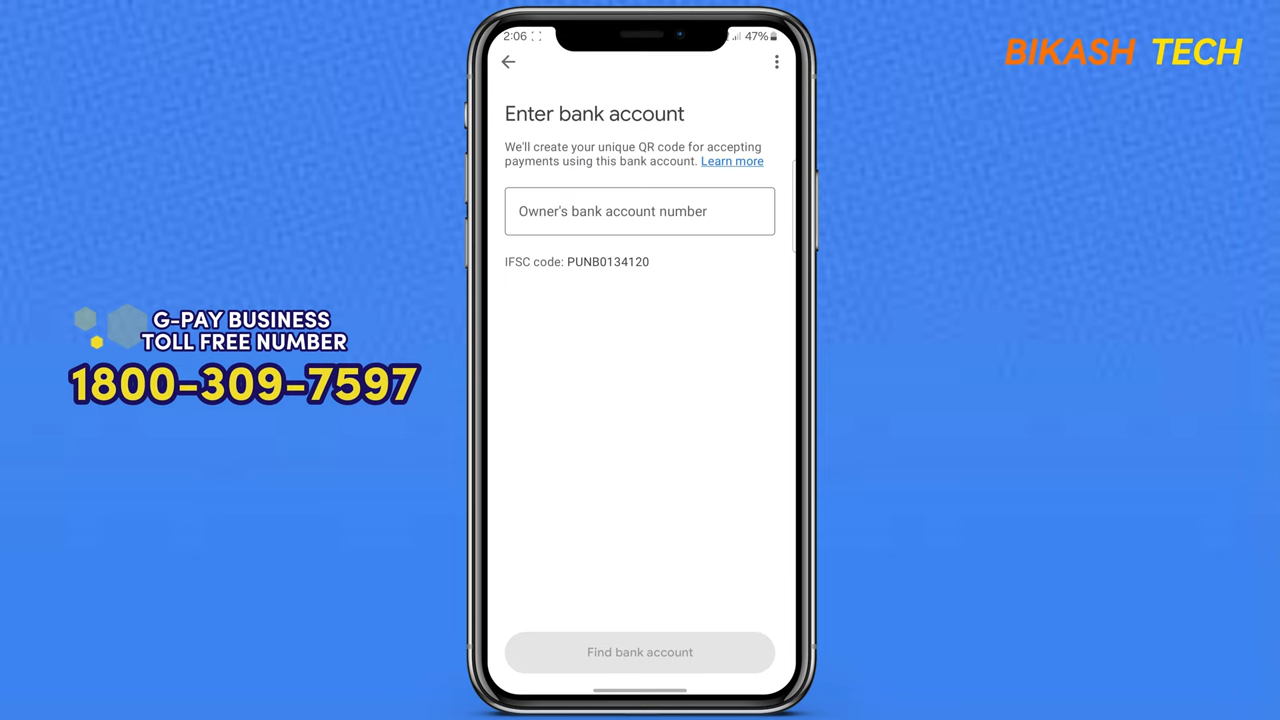 BIKASH TECH
2:06
47%
Enter bank account
We'll create your unique QR code for accepting
payments using this bank account. Learn more
Owner's bank account number
IFSC code: PUNB0134120
G-PAY BUSINESS
TOLL FREE NUMBER
1800-309-7597
Find bank account